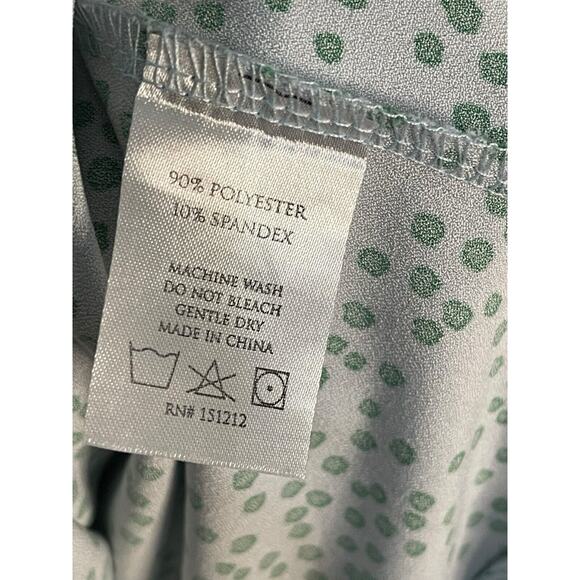 90% POLYESTER
10% SPANDEX
MACHINE WASH
DO NOT BLEACH
GENTLE DRY
MADE IN CHINA
RN# 151212